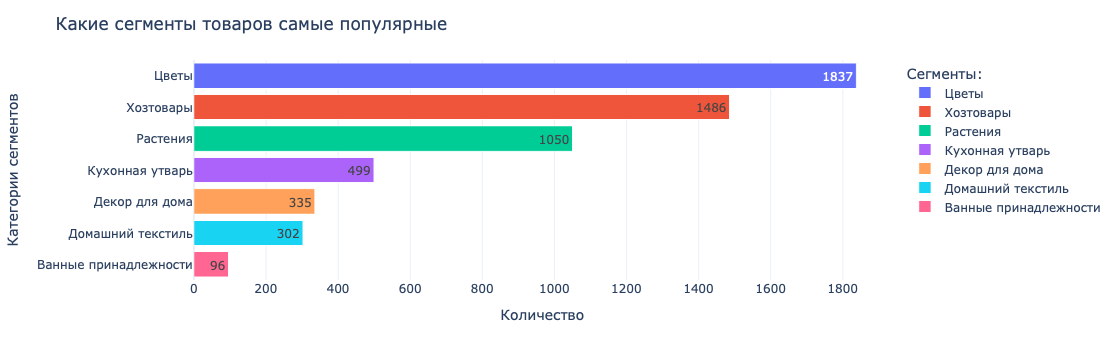 Какие сегменты товаров самые популярные
Категории сегментов
Цветы 1837
Хозтовары 1486
Растения 1050
Кухонная утварь 499
Декор для дома 335
Домашний текстиль 302
Ванные принадлежности 96
0 200 400 600 800 1000 1200 1400 1600 1800
Количество
Сегменты:
Цветы
Хозтовары
Растения
Кухонная утварь
Декор для дома
Домашний текстиль
Ванные принадлежности